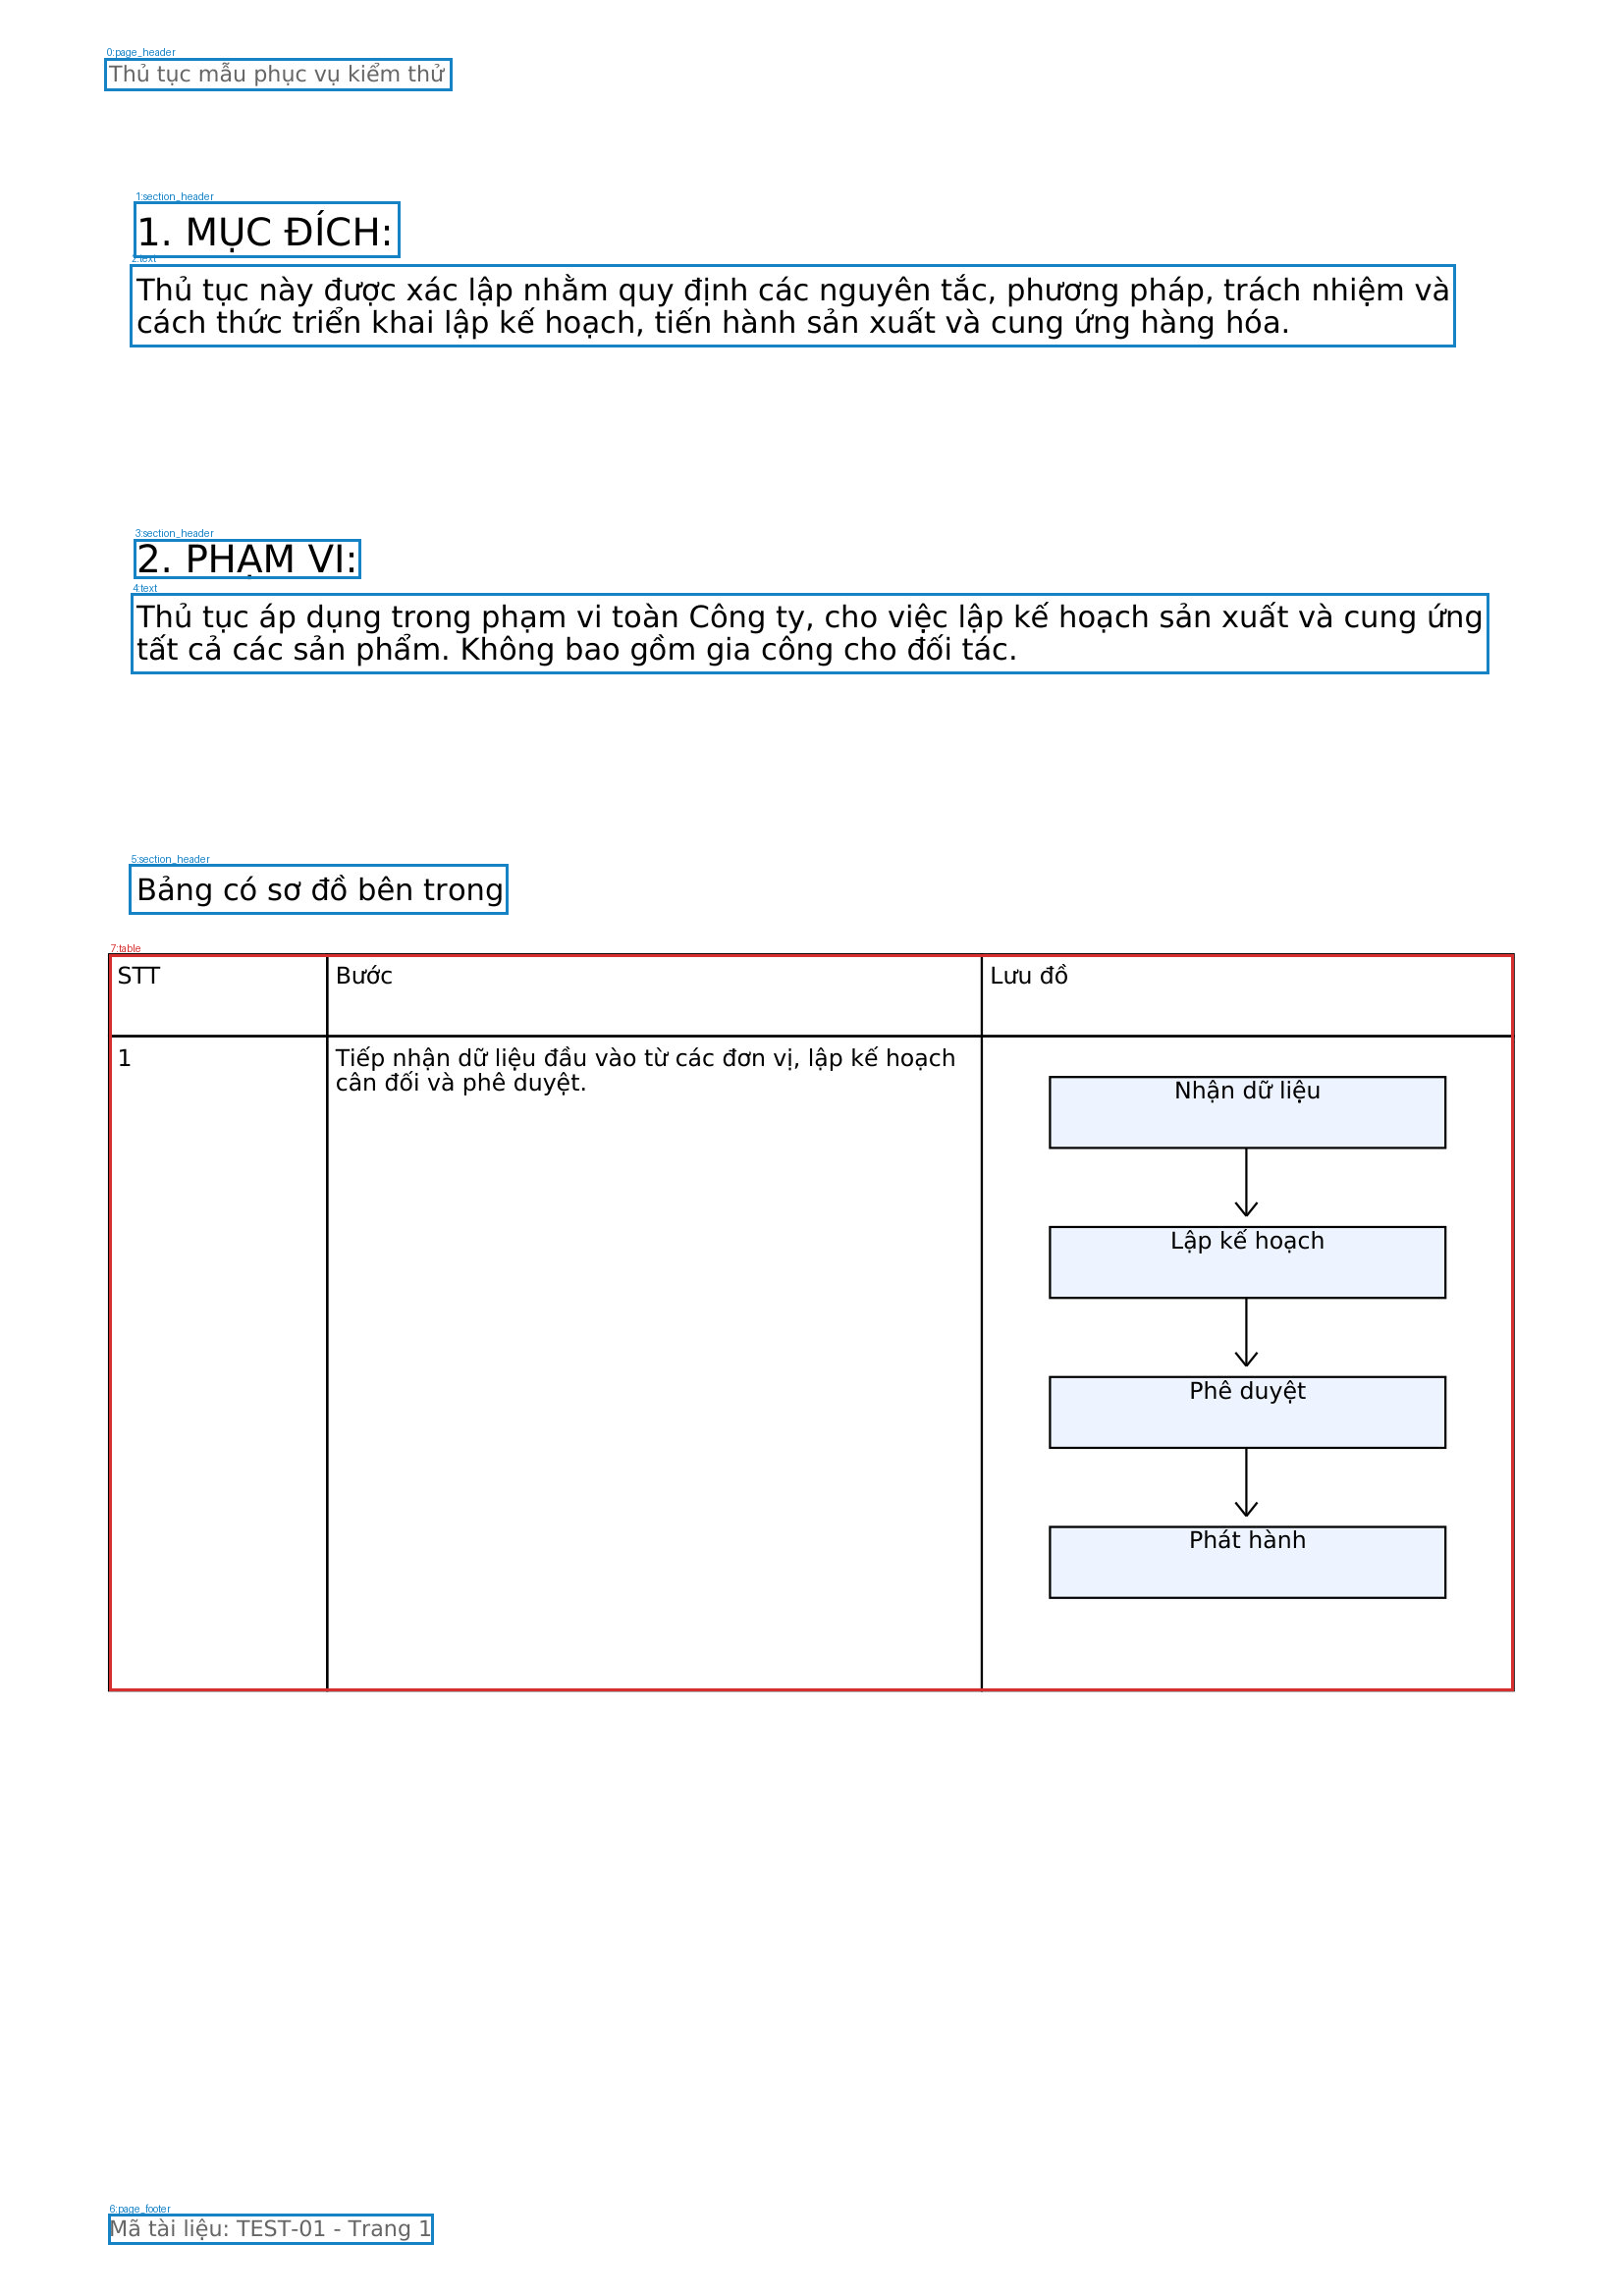 0:page_header
Thủ tục mẫu phục vụ kiểm thử
1:section_header
1. MỤC ĐÍCH:
2:text
Thủ tục này được xác lập nhằm quy định các nguyên tắc, phương pháp, trách nhiệm và
cách thức triển khai lập kế hoạch, tiến hành sản xuất và cung ứng hàng hóa.
3:section_header
2. PHẠM VI:
4:text
Thủ tục áp dụng trong phạm vi toàn Công ty, cho việc lập kế hoạch sản xuất và cung ứng
tất cả các sản phẩm. Không bao gồm gia công cho đối tác.
5:section_header
Bảng có sơ đồ bên trong
7:table
STT
Bước
Lưu đồ
1
Tiếp nhận dữ liệu đầu vào từ các đơn vị, lập kế hoạch
cân đối và phê duyệt.
Nhận dữ liệu
Lập kế hoạch
Phê duyệt
Phát hành
6:page_footer
Mã tài liệu: TEST-01 - Trang 1